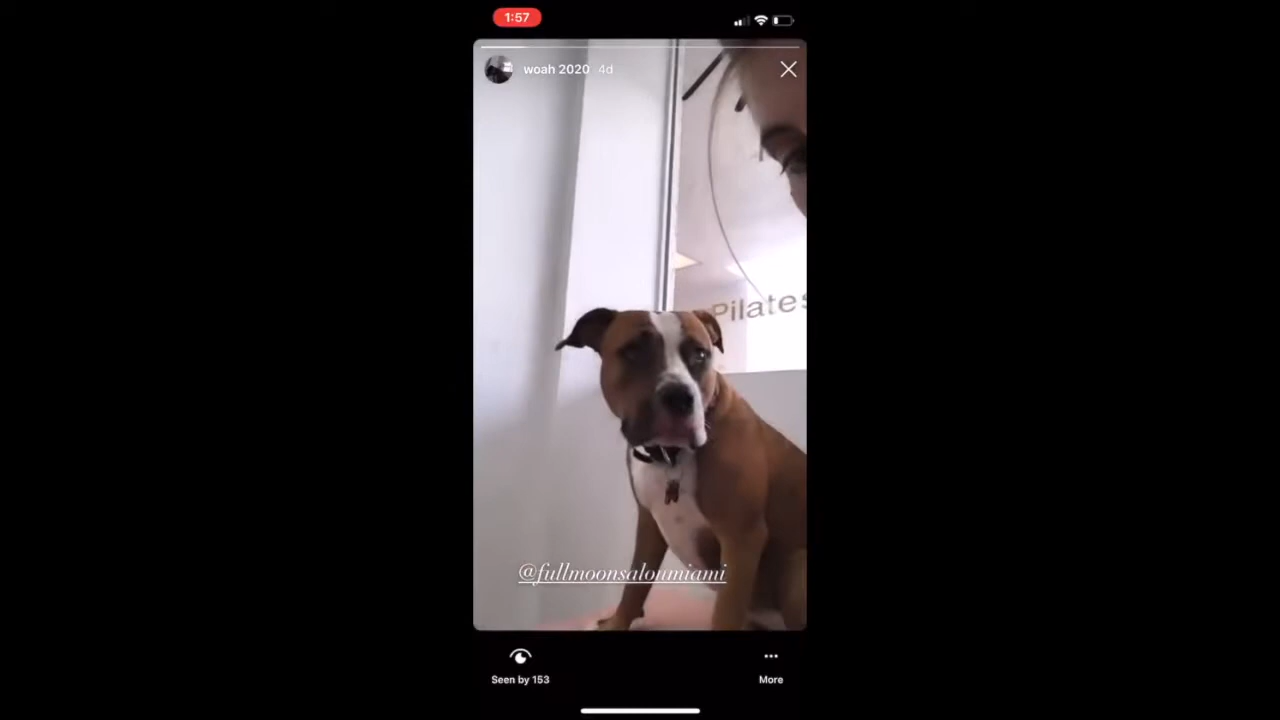 1:57
woah 2020 4d
Pilates
@fullmoonsalonmiami
Seen by 153
More